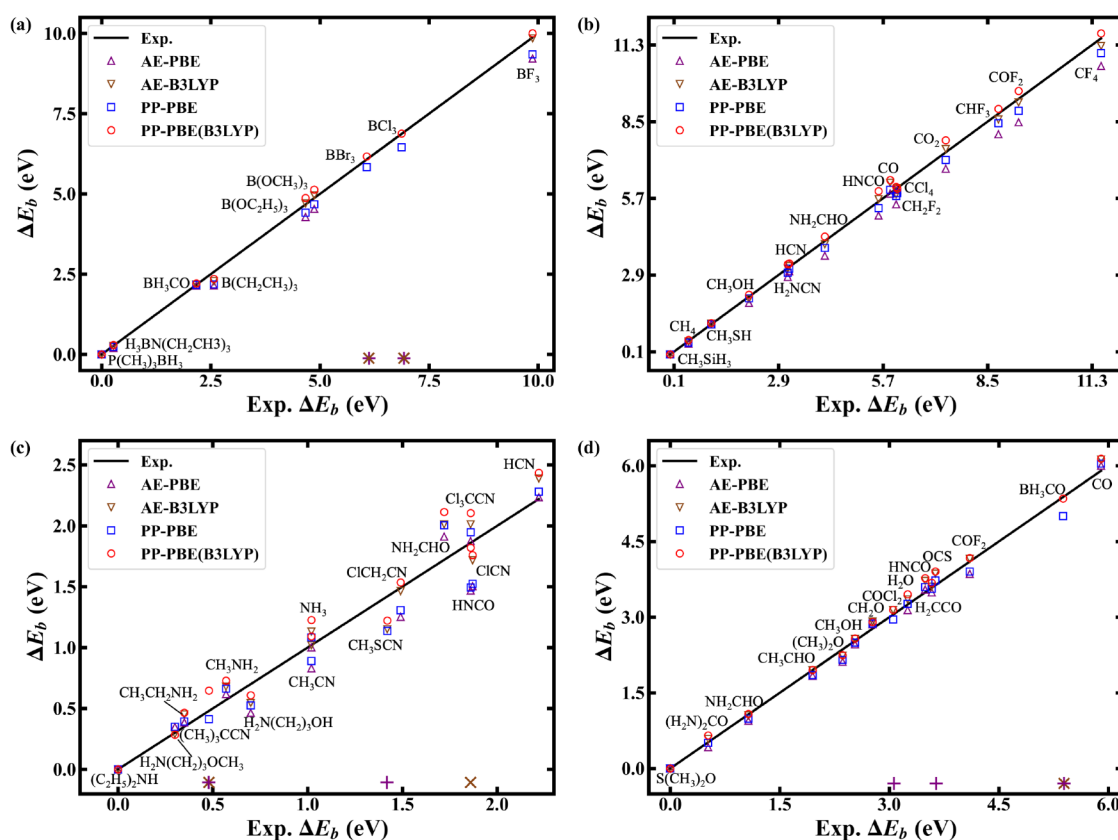 (a)
10.0
7.5
5.0
2.5
0.0
ΔE_b (eV)
Exp.
AE-PBE
AE-B3LYP
PP-PBE
PP-PBE(B3LYP)
BF₃
BCl₃
BBr₃
B(OCH₃)₃
B(OC₂H₅)₃
BH₃CO
B(CH₂CH₃)₃
H₃BN(CH₂CH3)₃
P(CH₃)₃BH₃
0.0 2.5 5.0 7.5 10.0
Exp. ΔE_b (eV)
(b)
11.3
8.5
5.7
2.9
0.1
ΔE_b (eV)
Exp.
AE-PBE
AE-B3LYP
PP-PBE
PP-PBE(B3LYP)
COF₂
CF₄
CHF₃
CO₂
CO
HNCO
CCl₄
CH₂F₂
NH₂CHO
HCN
H₂NCN
CH₃OH
CH₄
CH₃SH
CH₃SiH₃
0.1 2.9 5.7 8.5 11.3
Exp. ΔE_b (eV)
(c)
2.5
2.0
1.5
1.0
0.5
0.0
ΔE_b (eV)
Exp.
AE-PBE
AE-B3LYP
PP-PBE
PP-PBE(B3LYP)
HCN
Cl₃CCN
NH₂CHO
ClCH₂CN
ClCN
HNCO
NH₃
CH₃SCN
CH₃NH₂
CH₃CN
CH₃CH₂NH₂
H₂N(CH₂)₃OH
(CH₃)₃CCN
H₂N(CH₂)₃OCH₃
(C₂H₅)₂NH
0.0 0.5 1.0 1.5 2.0
Exp. ΔE_b (eV)
(d)
6.0
4.5
3.0
1.5
0.0
ΔE_b (eV)
Exp.
AE-PBE
AE-B3LYP
PP-PBE
PP-PBE(B3LYP)
CO
BH₃CO
COF₂
OCS
HNCO
H₂O
COCl₂
H₂CCO
CH₂O
CH₃OH
(CH₃)₂O
CH₃CHO
NH₂CHO
(H₂N)₂CO
S(CH₃)₂O
0.0 1.5 3.0 4.5 6.0
Exp. ΔE_b (eV)